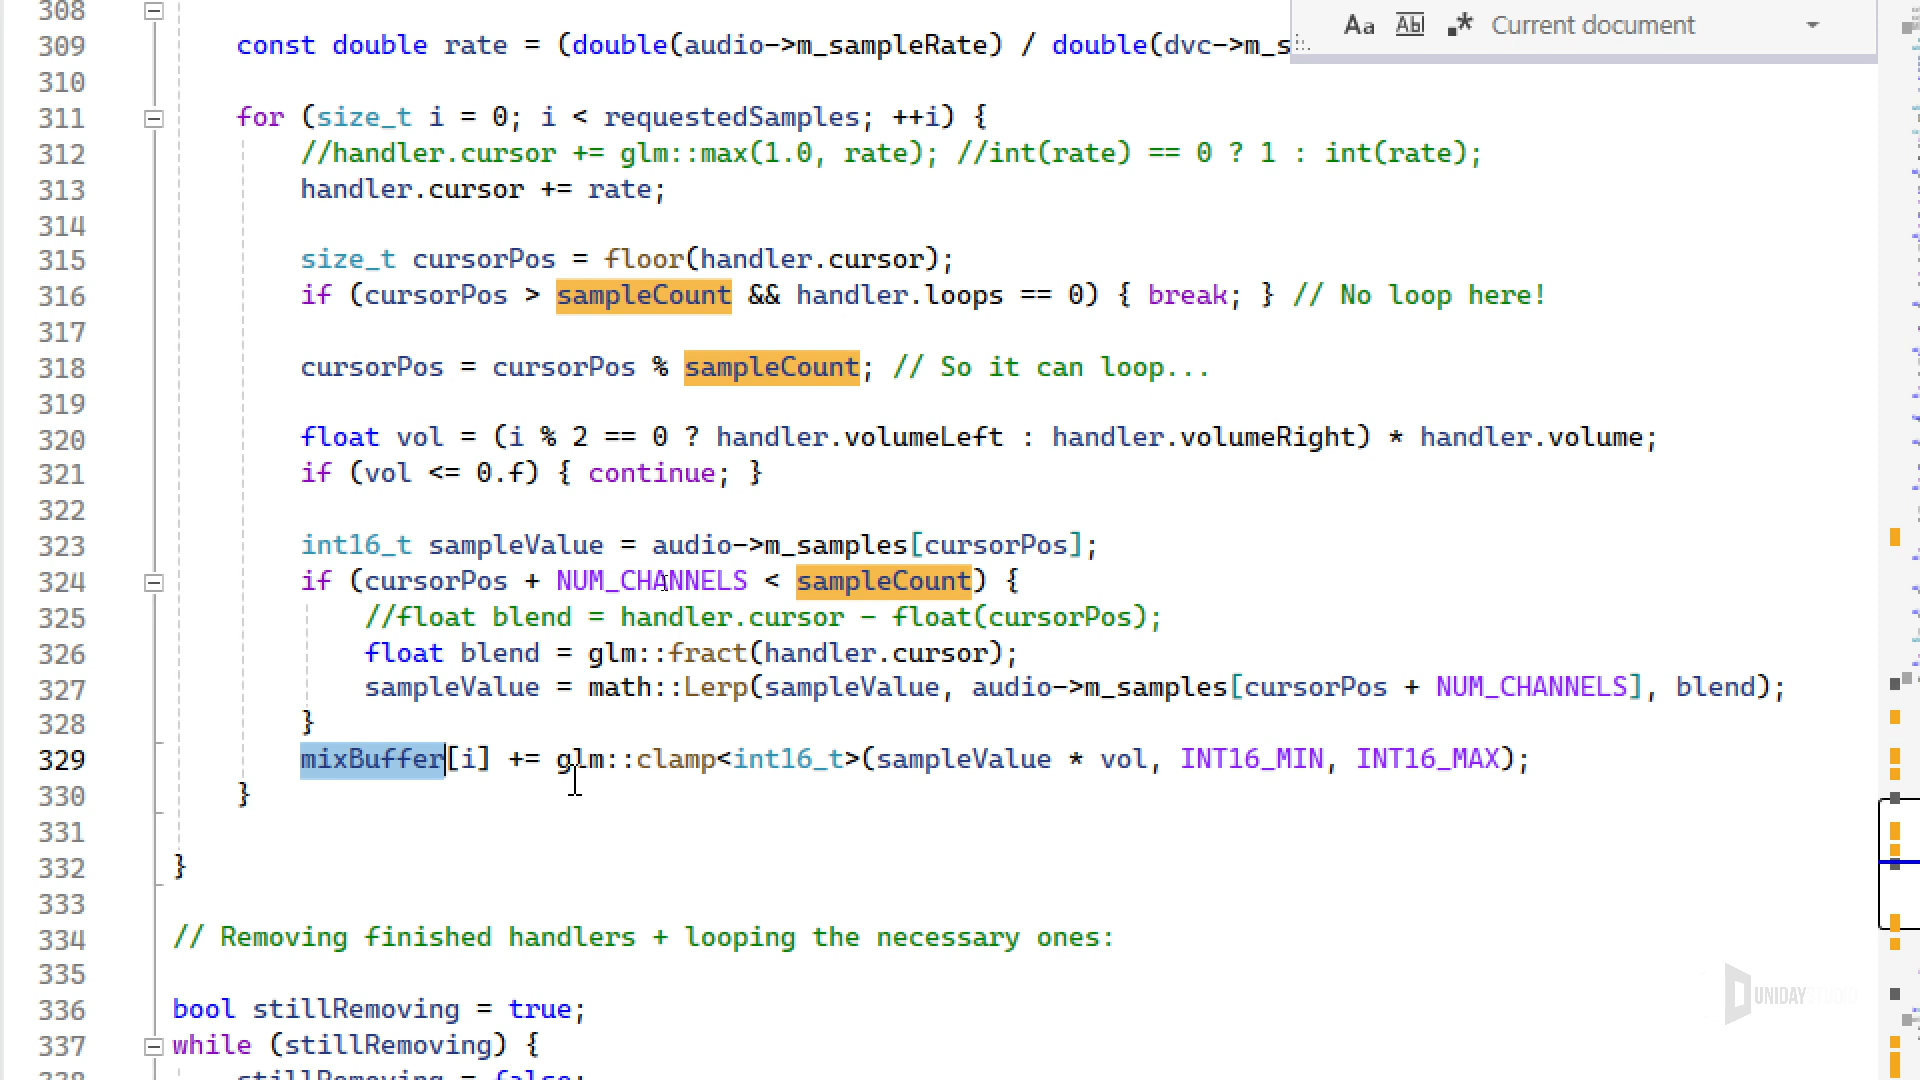 Aa Abl .* Current document
308
309 const double rate = (double(audio->m_sampleRate) / double(dvc->m_s
310
311 for (size_t i = 0; i < requestedSamples; ++i) {
312 //handler.cursor += glm::max(1.0, rate); //int(rate) == 0 ? 1 : int(rate);
313 handler.cursor += rate;
314
315 size_t cursorPos = floor(handler.cursor);
316 if (cursorPos > sampleCount && handler.loops == 0) { break; } // No loop here!
317
318 cursorPos = cursorPos % sampleCount; // So it can loop...
319
320 float vol = (i % 2 == 0 ? handler.volumeLeft : handler.volumeRight) * handler.volume;
321 if (vol <= 0.f) { continue; }
322
323 int16_t sampleValue = audio->m_samples[cursorPos];
324 if (cursorPos + NUM_CHANNELS < sampleCount) {
325 //float blend = handler.cursor - float(cursorPos);
326 float blend = glm::fract(handler.cursor);
327 sampleValue = math::Lerp(sampleValue, audio->m_samples[cursorPos + NUM_CHANNELS], blend);
328 }
329 mixBuffer[i] += glm::clamp<int16_t>(sampleValue * vol, INT16_MIN, INT16_MAX);
330 }
331
332 }
333
334 // Removing finished handlers + looping the necessary ones:
335
336 bool stillRemoving = true;
337 while (stillRemoving) {
338 stillRemoving = false;
UNIDAY STUDIO